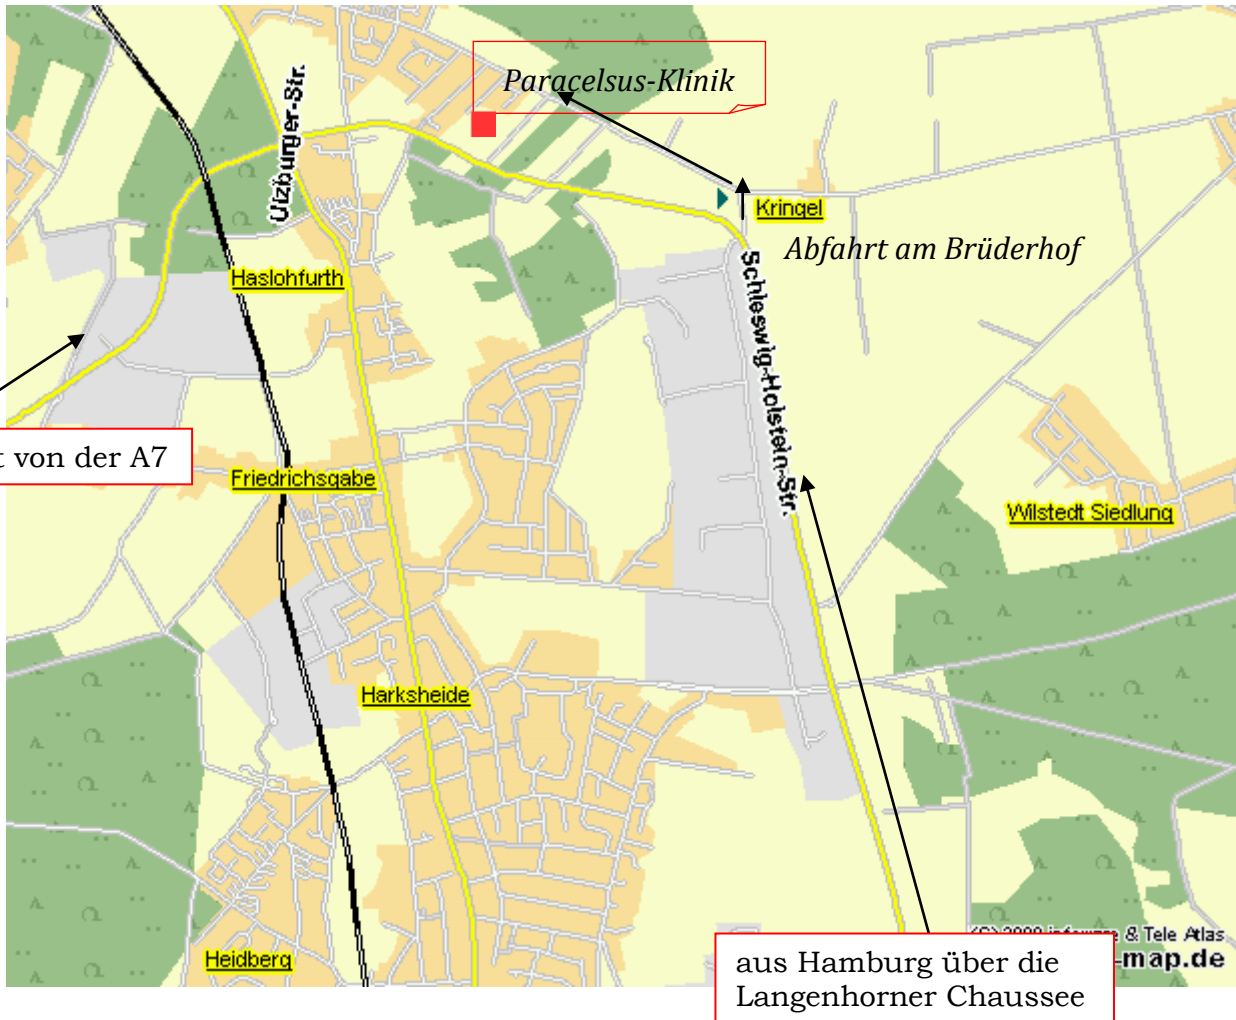 Paracelsus-Klinik
Ulzburger-Str.
Kringel
Abfahrt am Brüderhof
Haslohfurth
Schleswig-Holstein-Str.
von der A7
Friedrichsgabe
Wilstedt Siedlung
Harksheide
Heidberg
& Tele Atlas
map.de
aus Hamburg über die
Langenhorner Chaussee